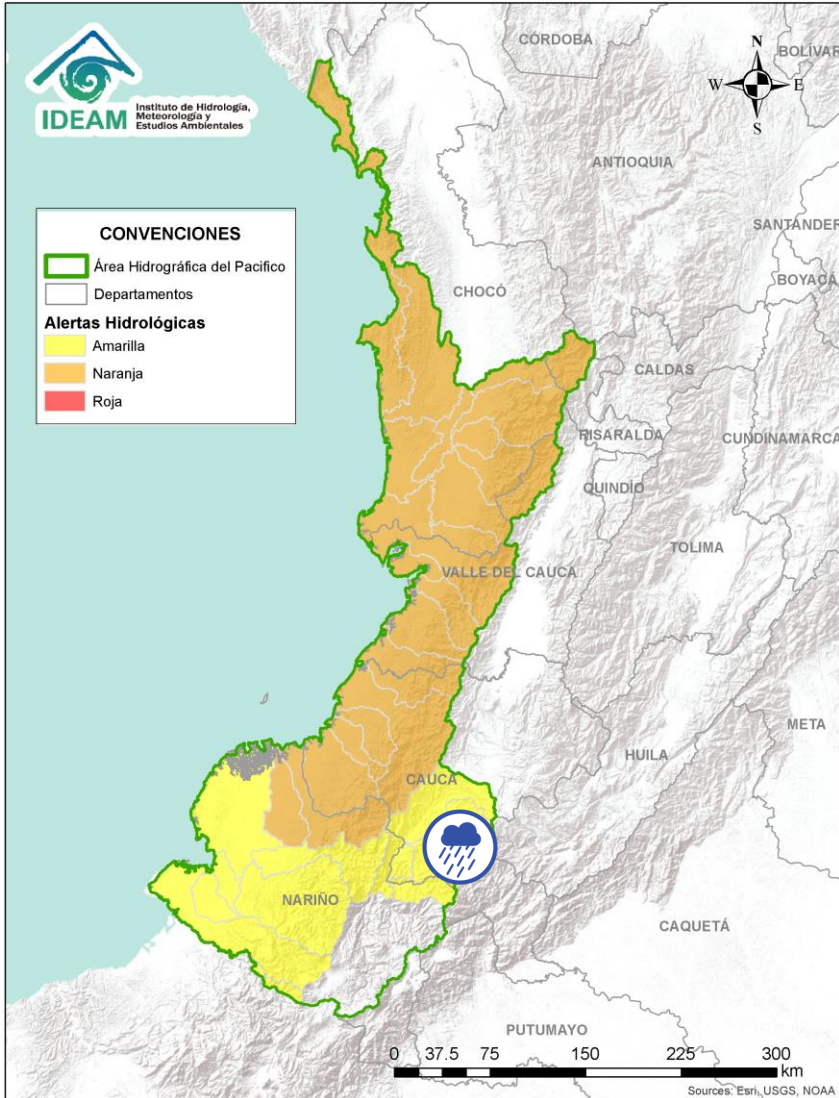 IDEAM
Instituto de Hidrología,
Meteorología y
Estudios Ambientales
CÓRDOBA
BOLÍVAR
N
W
E
S
ANTIOQUIA
SANTANDER
BOYACÁ
CONVENCIONES
Área Hidrográfica del Pacifico
Departamentos
Alertas Hidrológicas
Amarilla
Naranja
Roja
CHOCÓ
CALDAS
RISARALDA
CUNDINAMARCA
QUINDÍO
TOLIMA
VALLE DEL CAUCA
META
HUILA
CAUCA
NARIÑO
CAQUETÁ
PUTUMAYO
0 37.5 75 150 225 300
km
Sources: Esri, USGS, NOAA